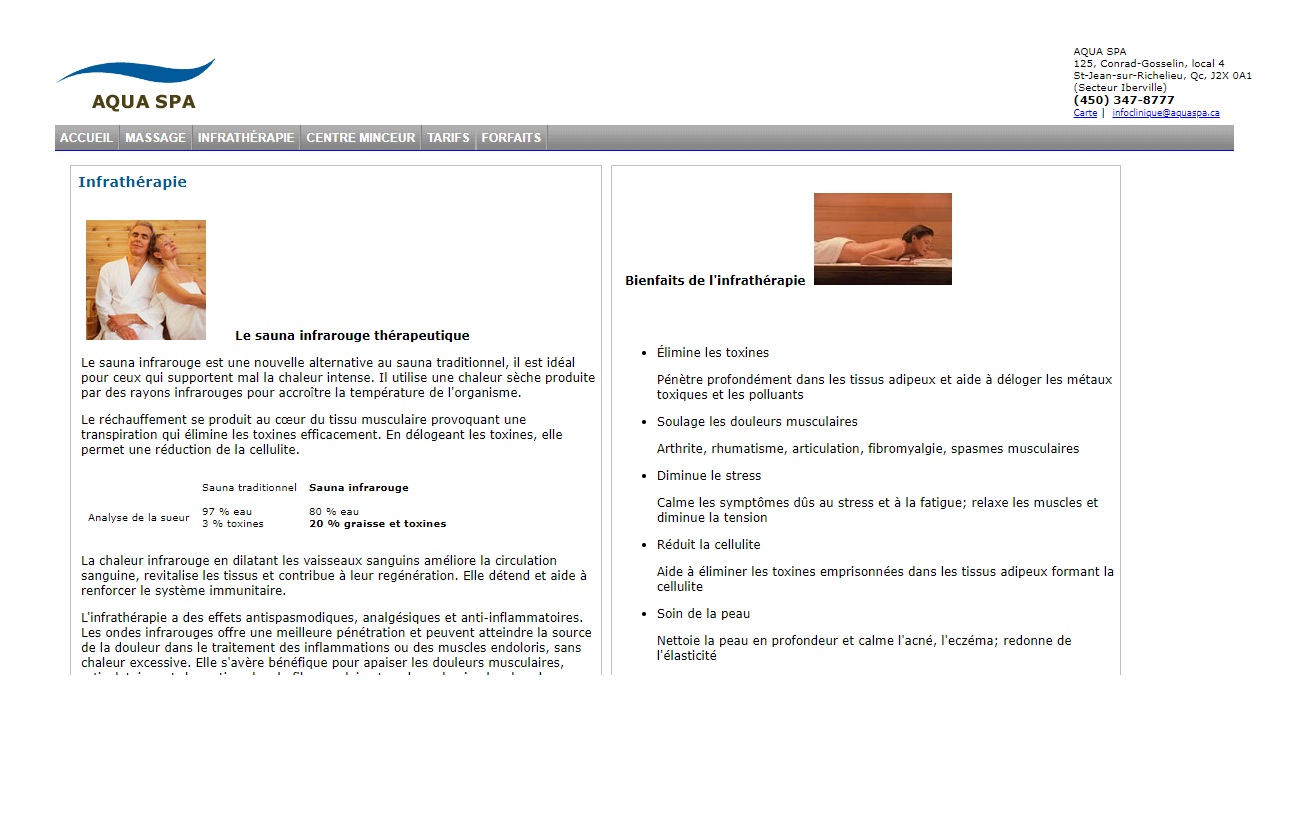 AQUA SPA
AQUA SPA
125, Conrad-Gosselin, local 4
St-Jean-sur-Richelieu, Qc, J2X 0A1
(Secteur Iberville)
(450) 347-8777
Carte | infoclinique@aquaspa.ca
ACCUEIL MASSAGE INFRATHÉRAPIE CENTRE MINCEUR TARIFS FORFAITS
Infrathérapie
Le sauna infrarouge thérapeutique
Le sauna infrarouge est une nouvelle alternative au sauna traditionnel, il est idéal
pour ceux qui supportent mal la chaleur intense. Il utilise une chaleur sèche produite
par des rayons infrarouges pour accroître la température de l'organisme.
Le réchauffement se produit au cœur du tissu musculaire provoquant une
transpiration qui élimine les toxines efficacement. En délogeant les toxines, elle
permet une réduction de la cellulite.
Sauna traditionnel Sauna infrarouge
Analyse de la sueur
97 % eau 80 % eau
3 % toxines 20 % graisse et toxines
La chaleur infrarouge en dilatant les vaisseaux sanguins améliore la circulation
sanguine, revitalise les tissus et contribue à leur regénération. Elle détend et aide à
renforcer le système immunitaire.
L'infrathérapie a des effets antispasmodiques, analgésiques et anti-inflammatoires.
Les ondes infrarouges offre une meilleure pénétration et peuvent atteindre la source
de la douleur dans le traitement des inflammations ou des muscles endoloris, sans
chaleur excessive. Elle s'avère bénéfique pour apaiser les douleurs musculaires,
Bienfaits de l'infrathérapie
• Élimine les toxines
Pénètre profondément dans les tissus adipeux et aide à déloger les métaux
toxiques et les polluants
• Soulage les douleurs musculaires
Arthrite, rhumatisme, articulation, fibromyalgie, spasmes musculaires
• Diminue le stress
Calme les symptômes dûs au stress et à la fatigue; relaxe les muscles et
diminue la tension
• Réduit la cellulite
Aide à éliminer les toxines emprisonnées dans les tissus adipeux formant la
cellulite
• Soin de la peau
Nettoie la peau en profondeur et calme l'acné, l'eczéma; redonne de
l'élasticité